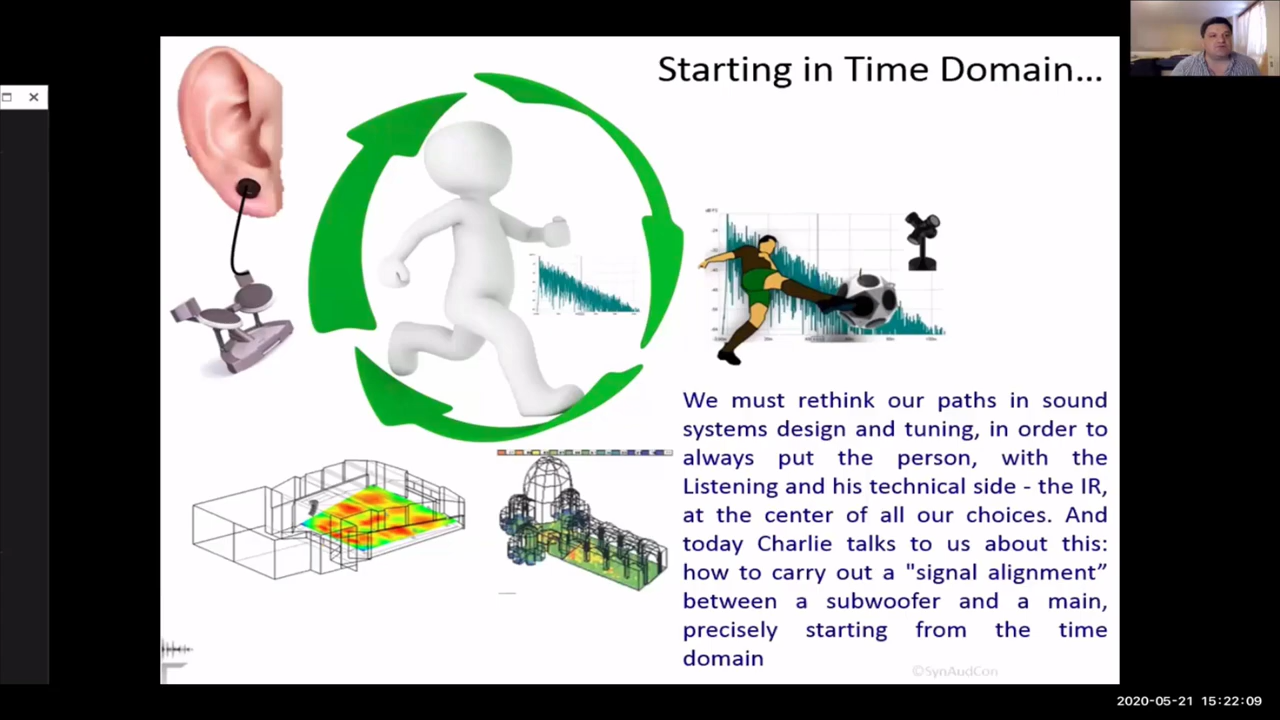 Starting in Time Domain...
We must rethink our paths in sound
systems design and tuning, in order to
always put the person, with the
Listening and his technical side - the IR,
at the center of all our choices. And
today Charlie talks to us about this:
how to carry out a "signal alignment”
between a subwoofer and a main,
precisely starting from the time
domain
©SynAudCon
2020-05-21 15:22:09